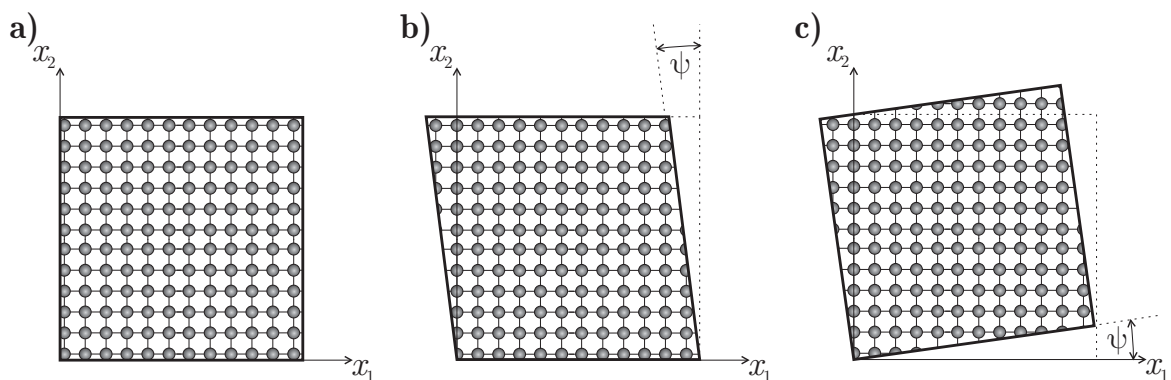 a)
x₂
x₁
b)
x₂
ψ
x₁
c)
x₂
ψ
x₁